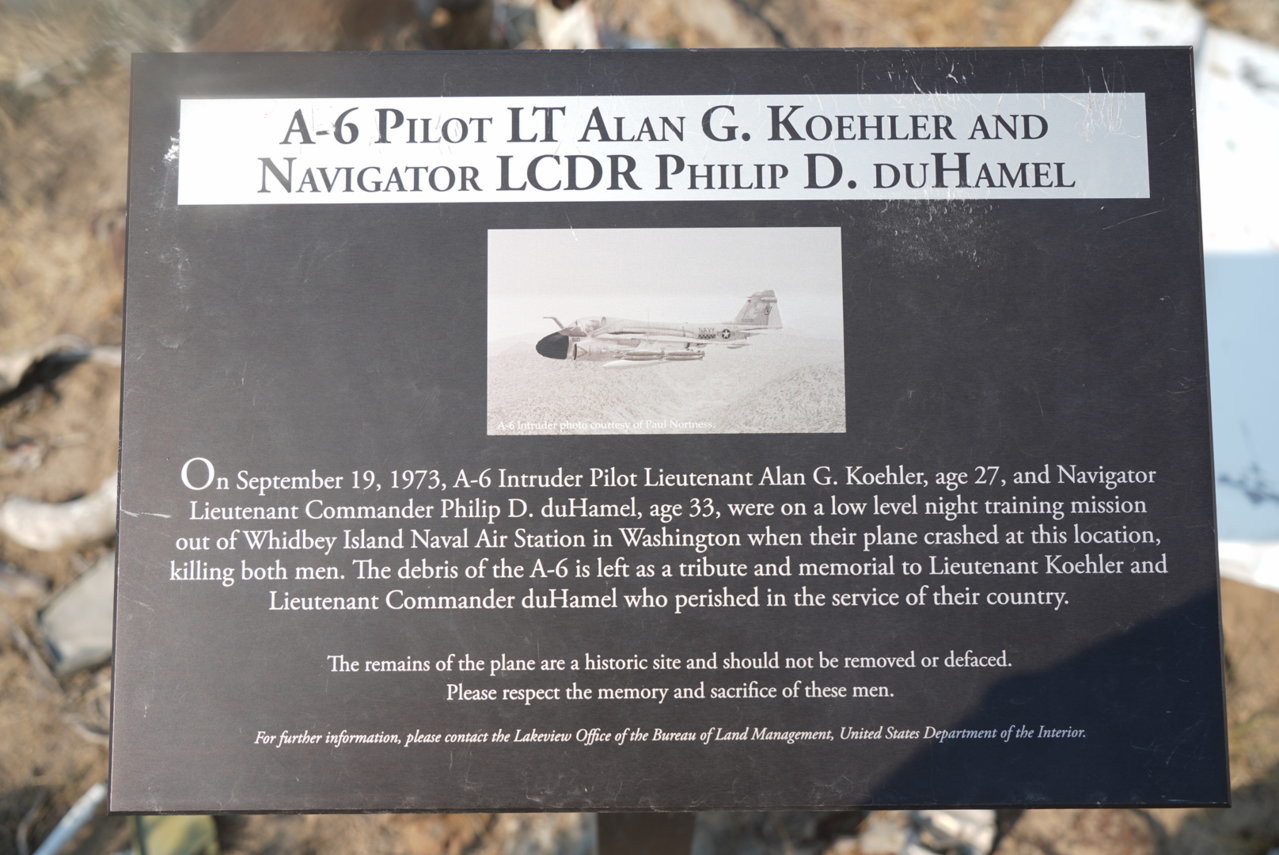 A-6 Pilot LT Alan G. Koehler and
Navigator LCDR Philip D. duHamel
NAVY
A-6 Intruder photo courtesy of Paul Nortness.
On September 19, 1973, A-6 Intruder Pilot Lieutenant Alan G. Koehler, age 27, and Navigator
Lieutenant Commander Philip D. duHamel, age 33, were on a low level night training mission
out of Whidbey Island Naval Air Station in Washington when their plane crashed at this location,
killing both men. The debris of the A-6 is left as a tribute and memorial to Lieutenant Koehler and
Lieutenant Commander duHamel who perished in the service of their country.
The remains of the plane are a historic site and should not be removed or defaced.
Please respect the memory and sacrifice of these men.
For further information, please contact the Lakeview Office of the Bureau of Land Management, United States Department of the Interior.